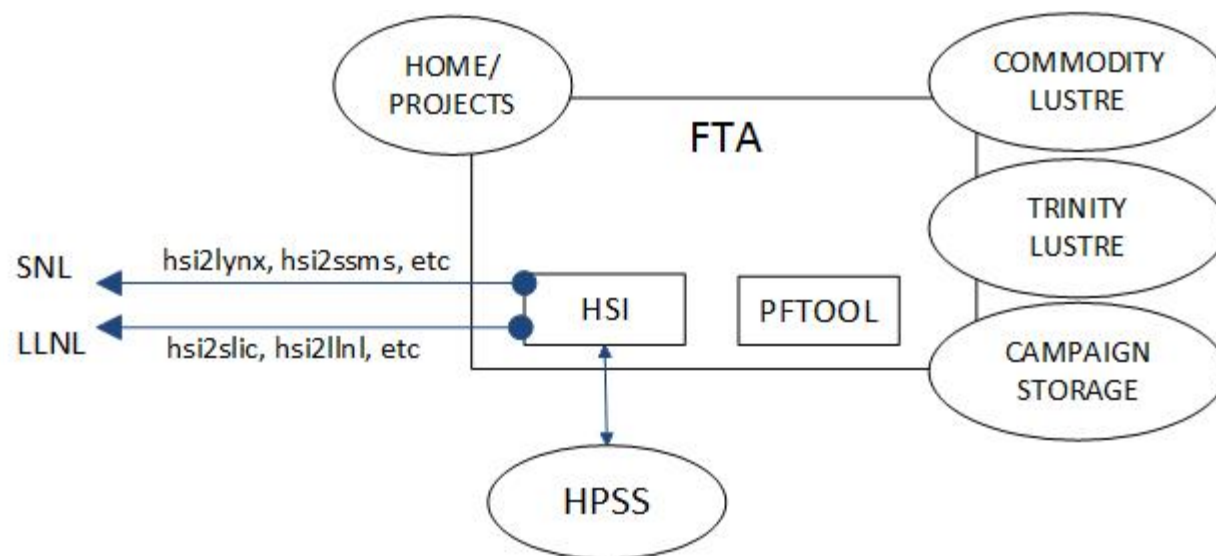 HOME/
PROJECTS
COMMODITY
LUSTRE
FTA
TRINITY
LUSTRE
SNL
hsi2lynx, hsi2ssms, etc
HSI
PFTOOL
LLNL
hsi2slic, hsi2llnl, etc
CAMPAIGN
STORAGE
HPSS